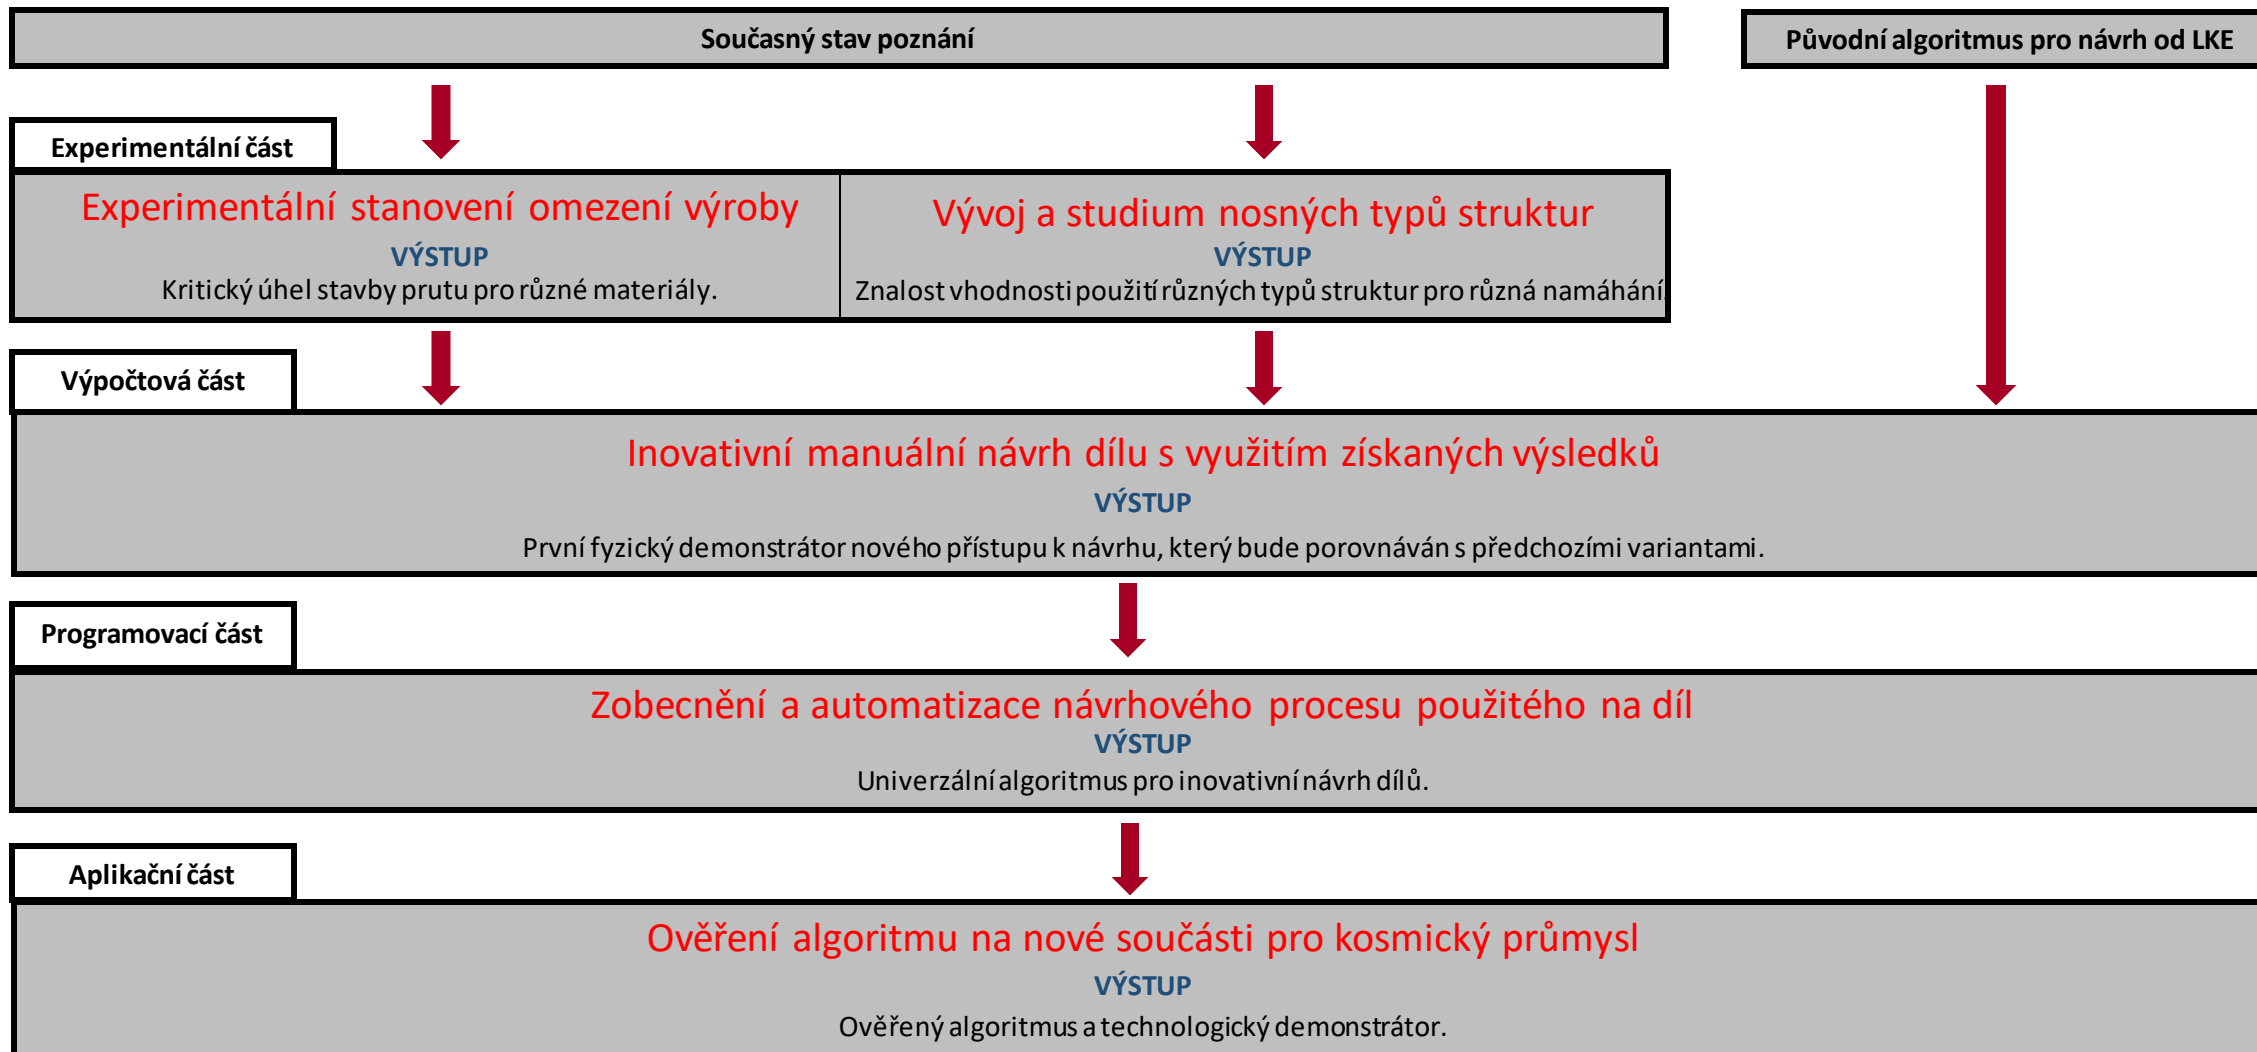 Současný stav poznání
Původní algoritmus pro návrh od LKE
Experimentální část
Experimentální stanovení omezení výroby
VÝSTUP
Kritický úhel stavby prutu pro různé materiály.
Vývoj a studium nosných typů struktur
VÝSTUP
Znalost vhodnosti použití různých typů struktur pro různá namáhání.
Výpočtová část
Inovativní manuální návrh dílu s využitím získaných výsledků
VÝSTUP
První fyzický demonstrátor nového přístupu k návrhu, který bude porovnáván s předchozími variantami.
Programovací část
Zobecnění a automatizace návrhového procesu použitého na díl
VÝSTUP
Univerzální algoritmus pro inovativní návrh dílů.
Aplikační část
Ověření algoritmu na nové součásti pro kosmický průmysl
VÝSTUP
Ověřený algoritmus a technologický demonstrátor.